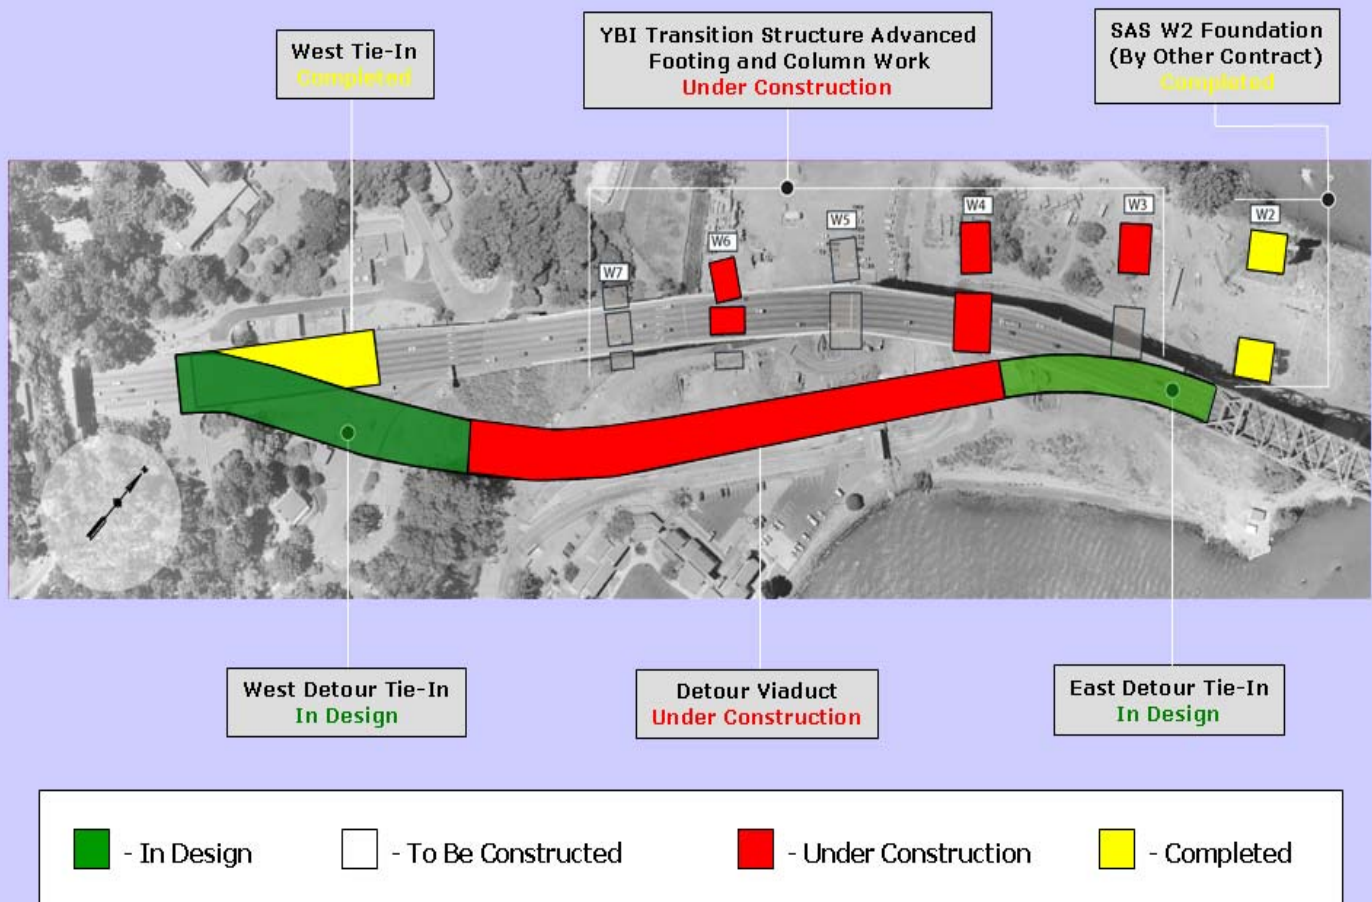 West Tie-In
Completed
YBI Transition Structure Advanced
Footing and Column Work
Under Construction
SAS W2 Foundation
(By Other Contract)
Completed
W7
W6
W5
W4
W3
W2
West Detour Tie-In
In Design
Detour Viaduct
Under Construction
East Detour Tie-In
In Design
- In Design
- To Be Constructed
- Under Construction
- Completed